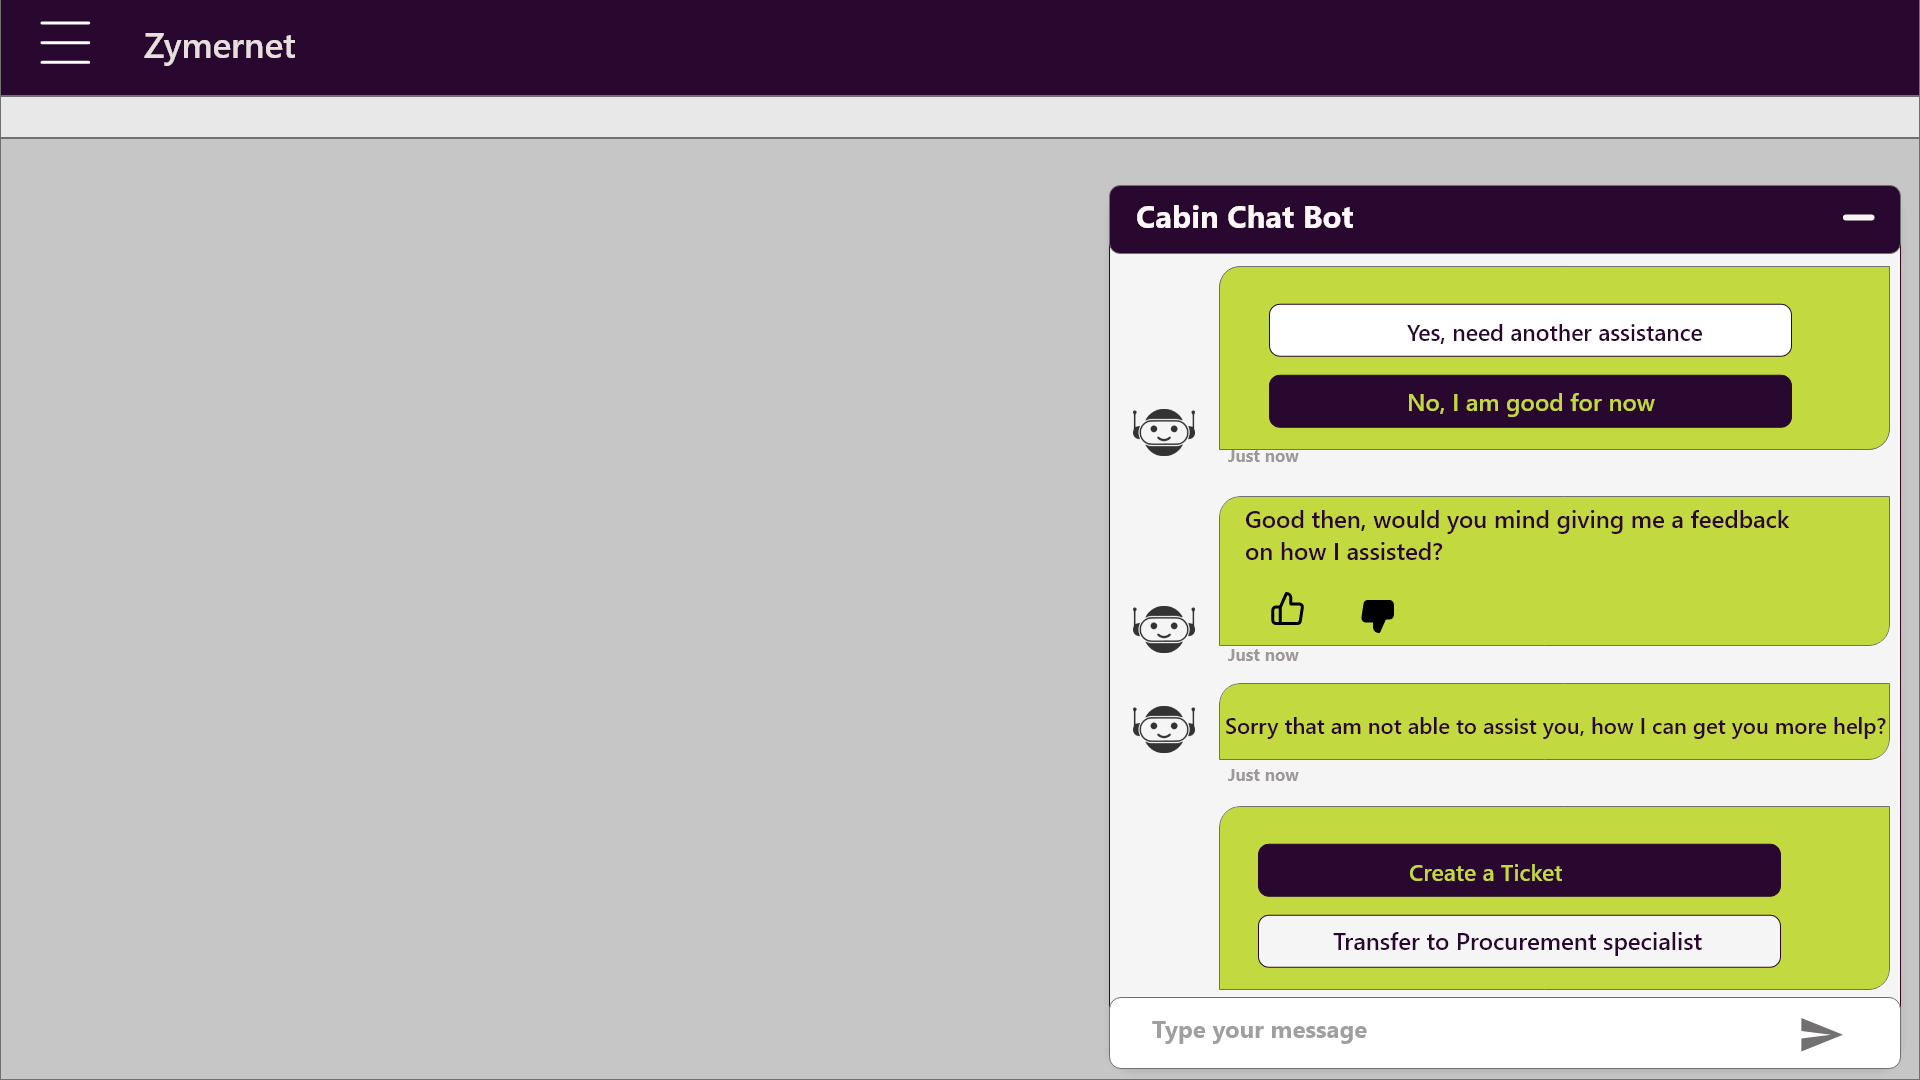 Zymernet
Cabin Chat Bot
Yes, need another assistance
No, I am good for now
Just now
Good then, would you mind giving me a feedback
on how I assisted?
Just now
Sorry that am not able to assist you, how I can get you more help?
Just now
Create a Ticket
Transfer to Procurement specialist
Type your message